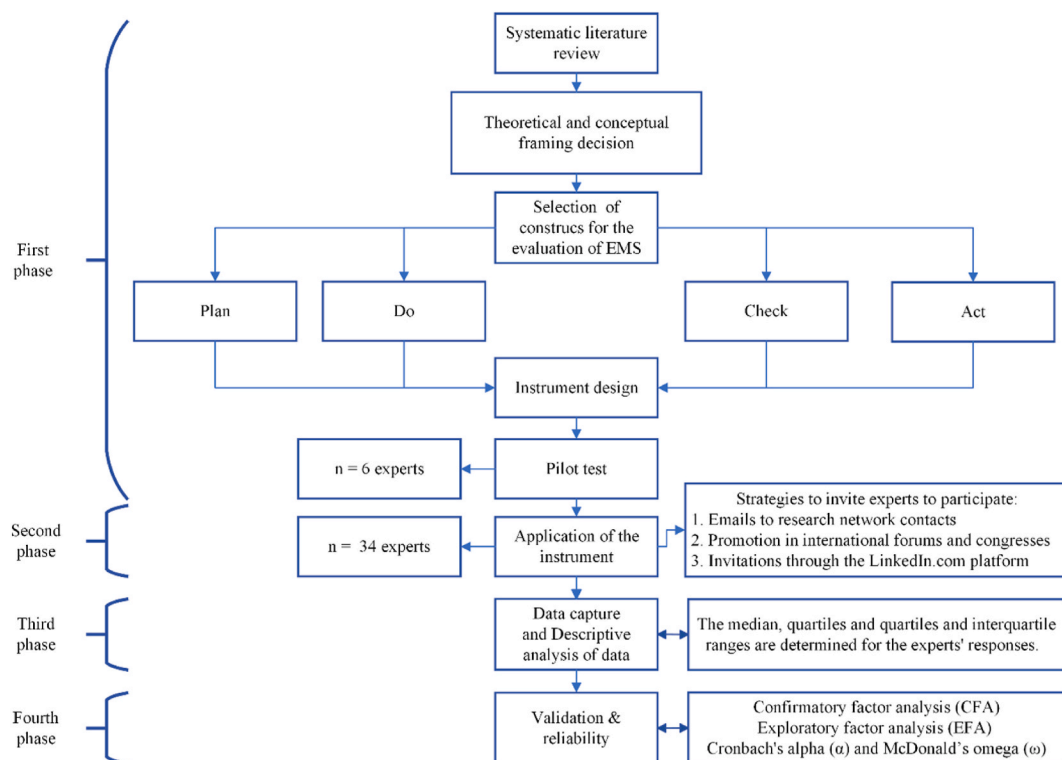 Systematic literature
review
Theoretical and conceptual
framing decision
Selection of
construcs for the
evaluation of EMS
First
phase
Plan
Do
Check
Act
Instrument design
n = 6 experts
Pilot test
Second
phase
n = 34 experts
Application of the
instrument
Strategies to invite experts to participate:
1. Emails to research network contacts
2. Promotion in international forums and congresses
3. Invitations through the LinkedIn.com platform
Third
phase
Data capture
and Descriptive
analysis of data
The median, quartiles and quartiles and interquartile
ranges are determined for the experts' responses.
Fourth
phase
Validation &
reliability
Confirmatory factor analysis (CFA)
Exploratory factor analysis (EFA)
Cronbach's alpha (α) and McDonald’s omega (ω)